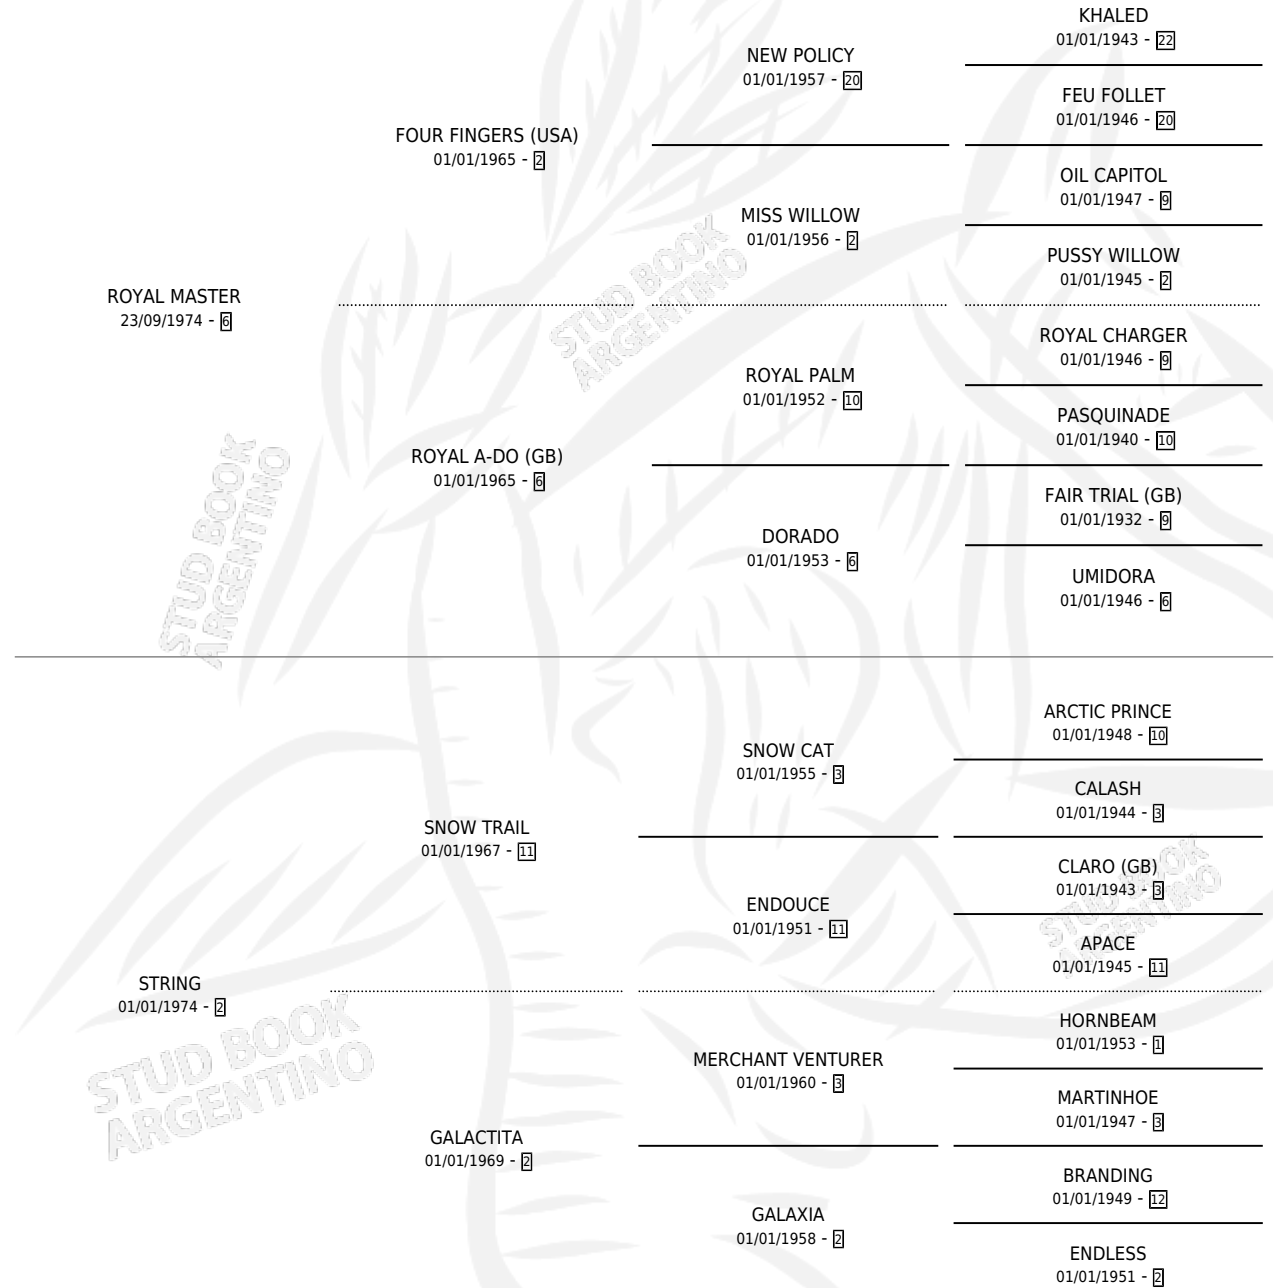 KHALED
01/01/1943 - 22
NEW POLICY
01/01/1957 - 20
FEU FOLLET
01/01/1946 - 20
FOUR FINGERS (USA)
01/01/1965 - 2
OIL CAPITOL
01/01/1947 - 9
MISS WILLOW
01/01/1956 - 2
PUSSY WILLOW
01/01/1945 - 2
ROYAL MASTER
23/09/1974 - 6
STUD BOOK
ARGENTINO
ROYAL CHARGER
01/01/1946 - 9
ROYAL PALM
01/01/1952 - 10
PASQUINADE
01/01/1940 - 10
ROYAL A-DO (GB)
01/01/1965 - 6
FAIR TRIAL (GB)
01/01/1932 - 9
DORADO
01/01/1953 - 6
UMIDORA
01/01/1946 - 6
STUD BOOK
ARGENTINO
ARCTIC PRINCE
01/01/1948 - 10
SNOW CAT
01/01/1955 - 3
CALASH
01/01/1944 - 3
SNOW TRAIL
01/01/1967 - 11
CLARO (GB)
01/01/1943 - 3
ENDOUCE
01/01/1951 - 11
STUD BOOK
ARGENTINO
APACE
01/01/1945 - 11
STRING
01/01/1974 - 2
HORNBEAM
01/01/1953 - 1
MERCHANT VENTURER
01/01/1960 - 3
STUD BOOK
ARGENTINO
MARTINHOE
01/01/1947 - 3
GALACTITA
01/01/1969 - 2
BRANDING
01/01/1949 - 12
GALAXIA
01/01/1958 - 2
ENDLESS
01/01/1951 - 2